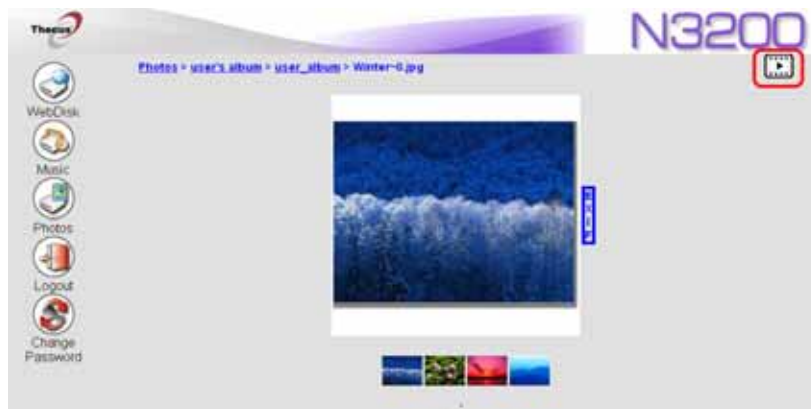 Thecus
N3200
Photos > user's album > user_album > Winter-0.jpg
WebDisk
Music
Photos
Logout
Change
Password